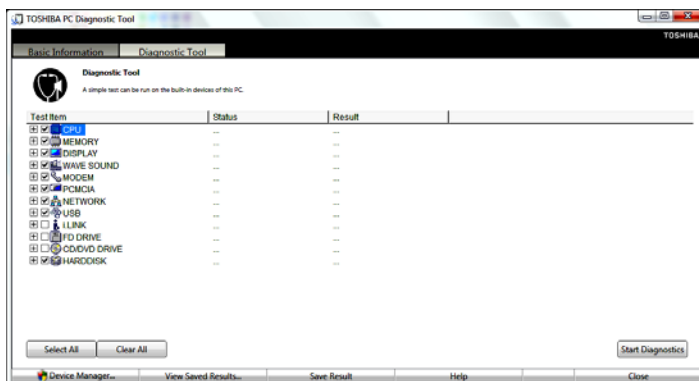 TOSHIBA PC Diagnostic Tool
TOSHIBA
Basic Information Diagnostic Tool
Diagnostic Tool
A simple test can be run on the built-in devices of this PC.
Test Item Status Result
CPU ... ...
MEMORY ... ...
DISPLAY ... ...
WAVE SOUND ... ...
MODEM ... ...
PCMCIA ... ...
NETWORK ... ...
USB ... ...
i.LINK ... ...
FD DRIVE ... ...
CD/DVD DRIVE ... ...
HARDDISK ... ...
Select All Clear All Start Diagnostics
Device Manager... View Saved Results... Save Result Help Close